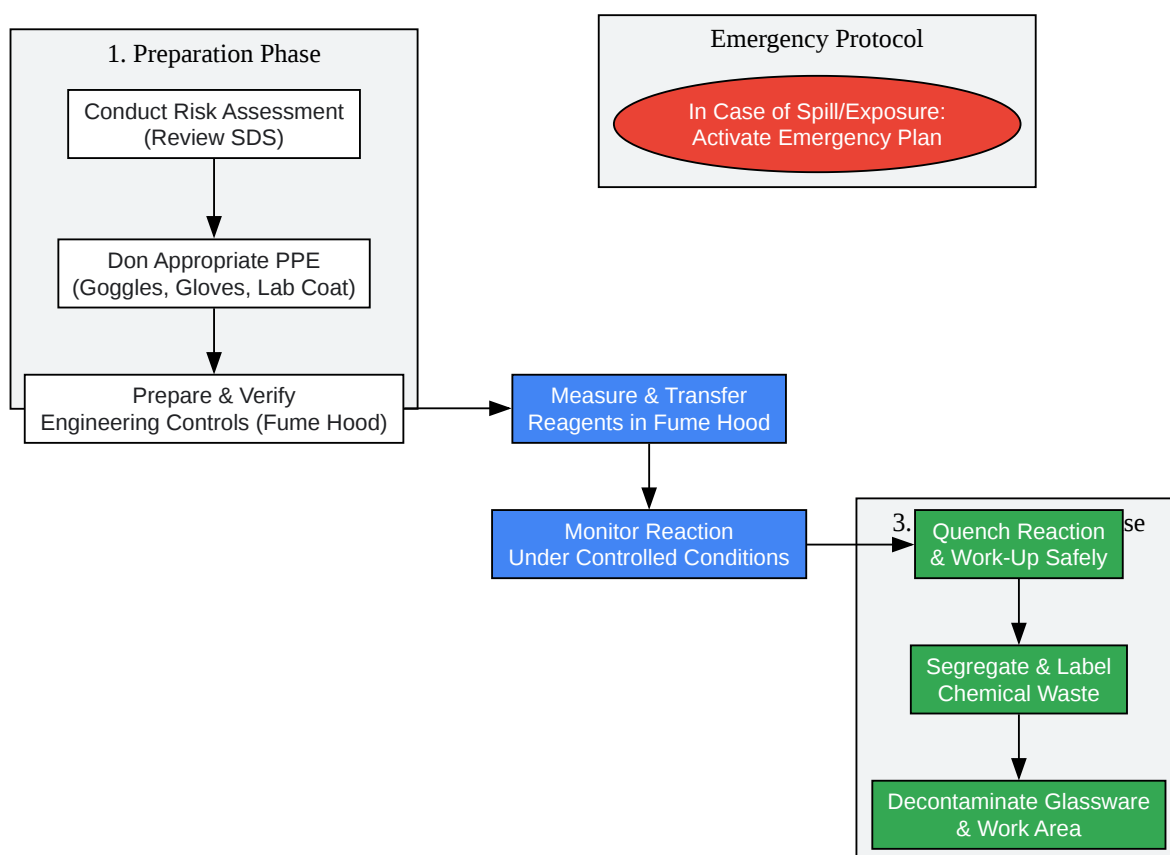 1. Preparation Phase
Conduct Risk Assessment
(Review SDS)
Don Appropriate PPE
(Goggles, Gloves, Lab Coat)
Prepare & Verify
Engineering Controls (Fume Hood)
Emergency Protocol
In Case of Spill/Exposure:
Activate Emergency Plan
Measure & Transfer
Reagents in Fume Hood
Monitor Reaction
Under Controlled Conditions
3.
Quench Reaction
& Work-Up Safely
Segregate & Label
Chemical Waste
Decontaminate Glassware
& Work Area